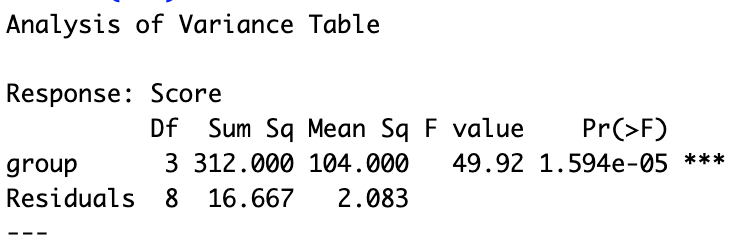 Analysis of Variance Table
Response: Score
Df Sum Sq Mean Sq F value Pr(>F)
group 3 312.000 104.000 49.92 1.594e-05 ***
Residuals 8 16.667 2.083
---